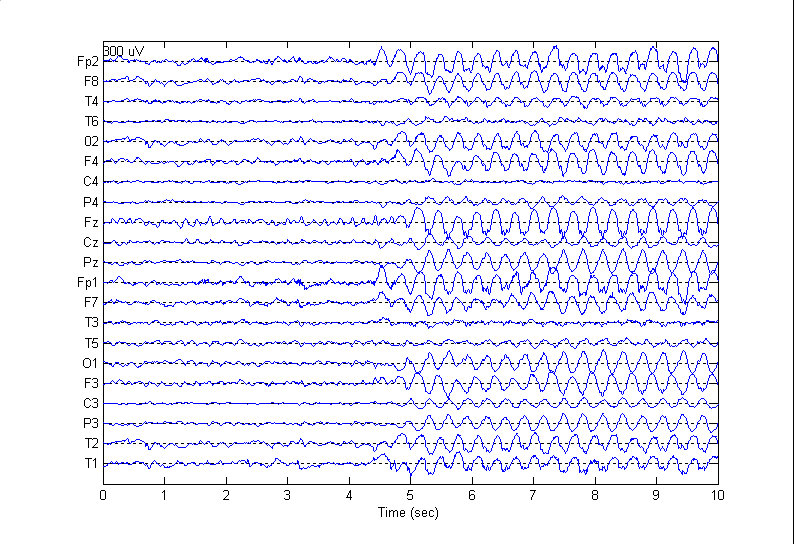 300 uV
Fp2
F8
T4
T6
O2
F4
C4
P4
Fz
Cz
Pz
Fp1
F7
T3
T5
O1
F3
C3
P3
T2
T1
0 1 2 3 4 5 6 7 8 9 10
Time (sec)